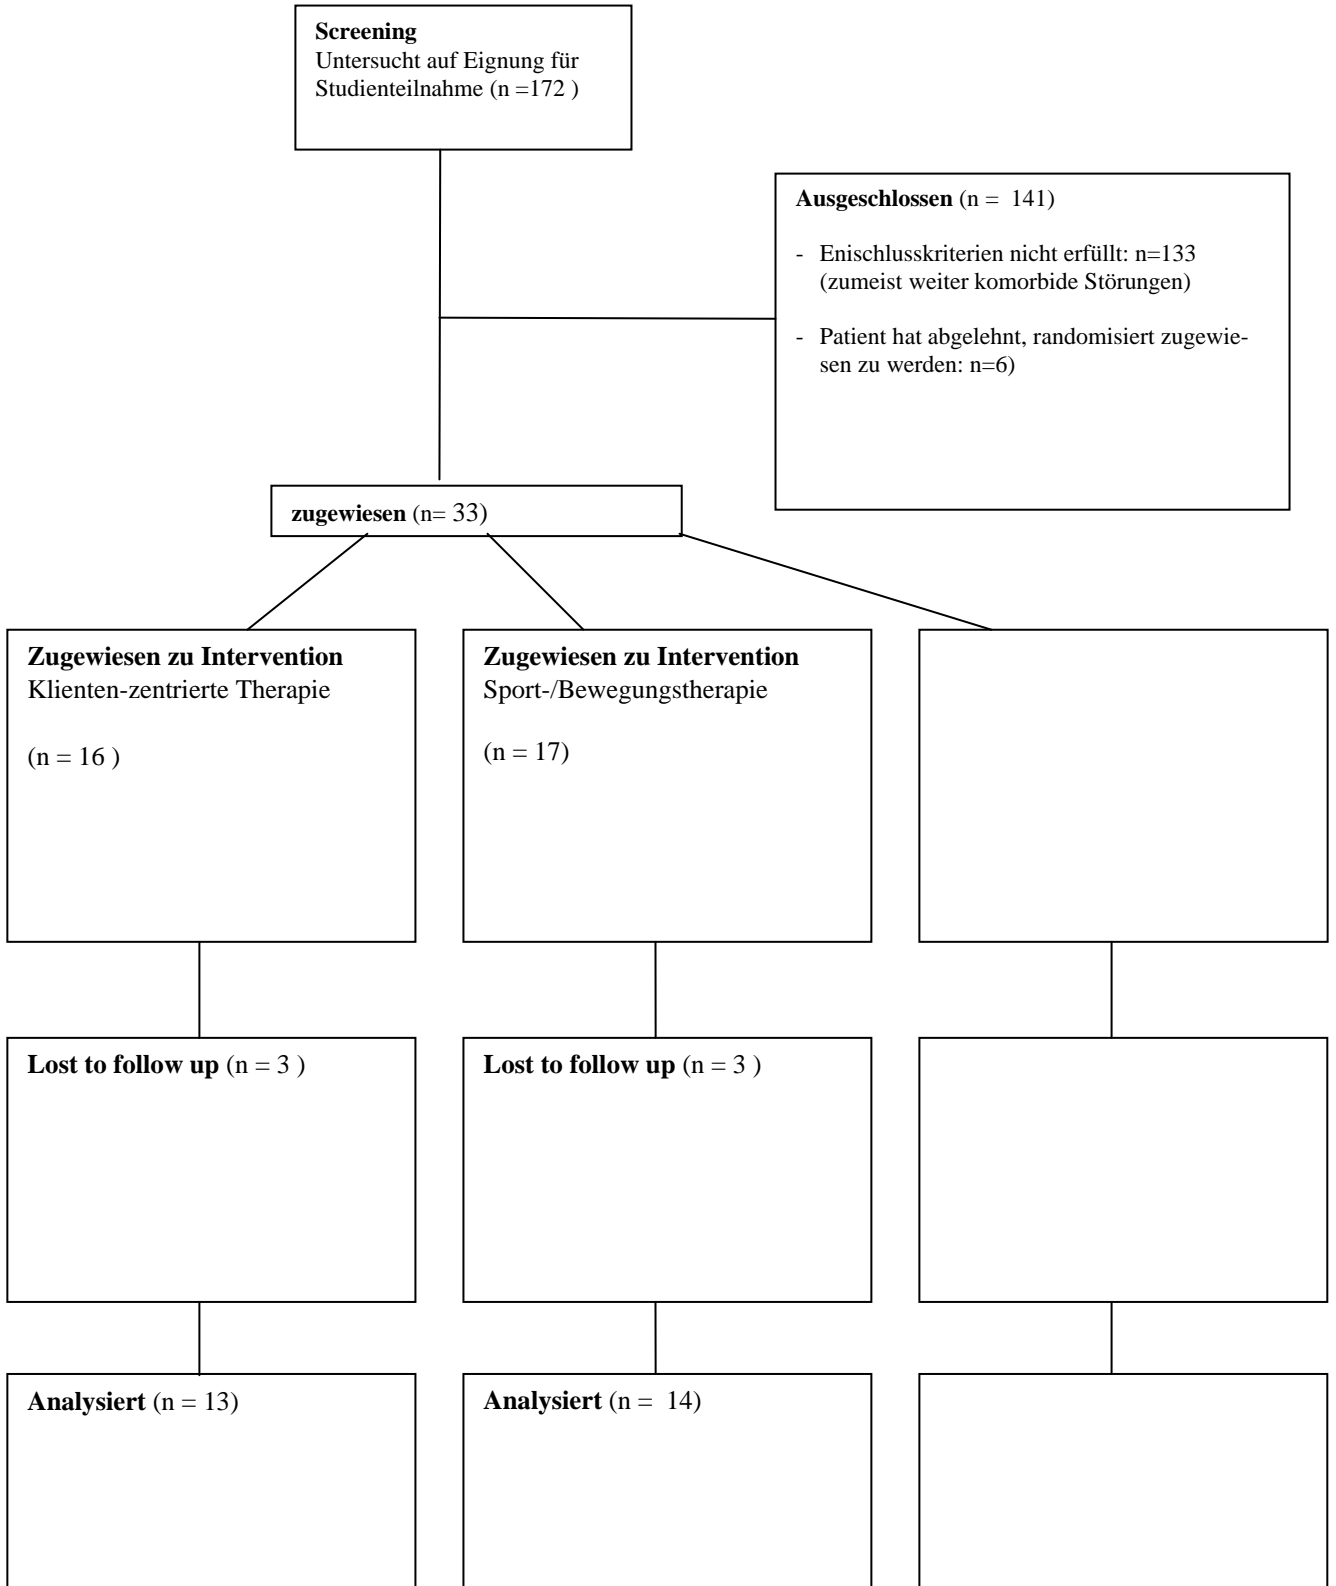 Screening
Untersucht auf Eignung für
Studienteilnahme (n =172 )
Ausgeschlossen (n =  141)
- Enischlusskriterien nicht erfüllt: n=133
(zumeist weiter komorbide Störungen)
- Patient hat abgelehnt, randomisiert zugewie-
sen zu werden: n=6)
zugewiesen (n= 33)
Zugewiesen zu Intervention
Klienten-zentrierte Therapie
(n = 16 )
Zugewiesen zu Intervention
Sport-/Bewegungstherapie
(n = 17)
Lost to follow up (n = 3 )
Lost to follow up (n = 3 )
Analysiert (n = 13)
Analysiert (n =  14)